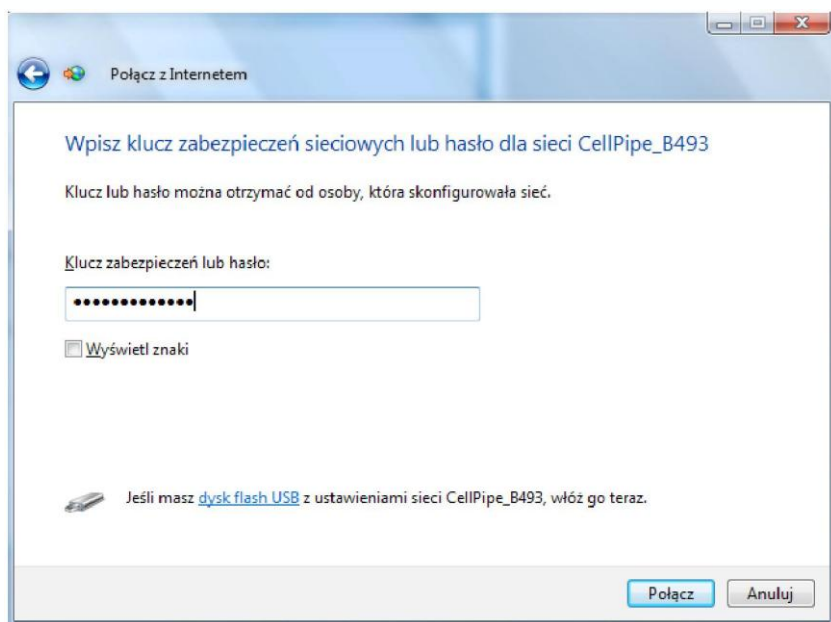 Połącz z Internetem
Wpisz klucz zabezpieczeń sieciowych lub hasło dla sieci CellPipe_B493
Klucz lub hasło można otrzymać od osoby, która skonfigurowała sieć.
Klucz zabezpieczeń lub hasło:
•••••••••••••
Wyświetl znaki
Jeśli masz dysk flash USB z ustawieniami sieci CellPipe_B493, włóż go teraz.
Połącz Anuluj